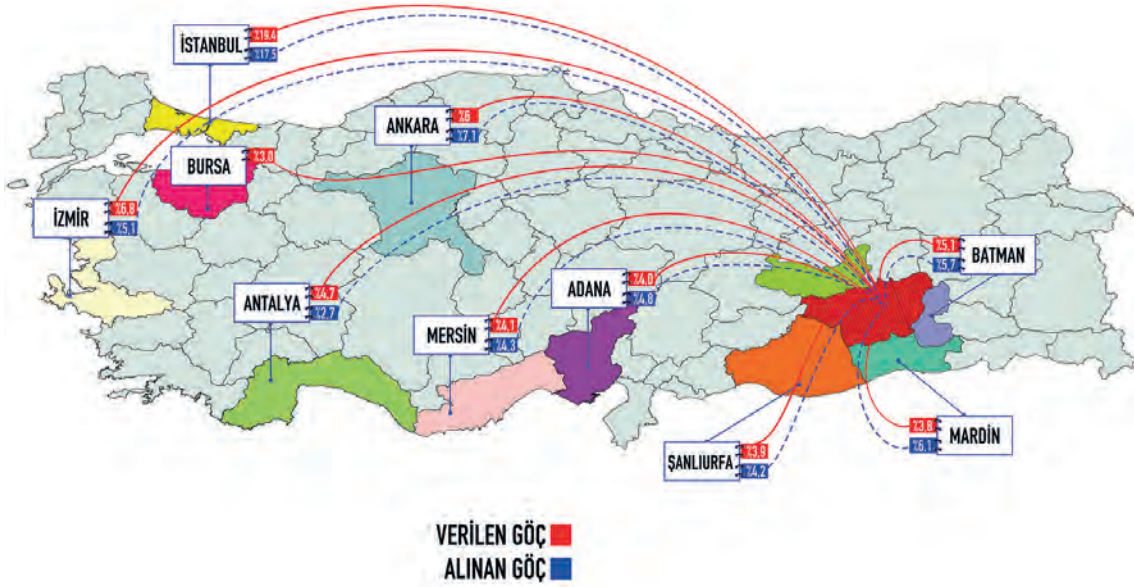 İSTANBUL
%19.4
%17.5
ANKARA
%6
%7.1
BURSA
%3.0
İZMİR
%6,8
%5,1
BATMAN
%5,1
%5,7
ANTALYA
%4,7
%2,7
ADANA
%4,0
%4,8
MERSİN
%4,1
%4,3
MARDİN
%3,8
%6,1
ŞANLIURFA
%3,9
%4,2
VERİLEN GÖÇ
ALINAN GÖÇ